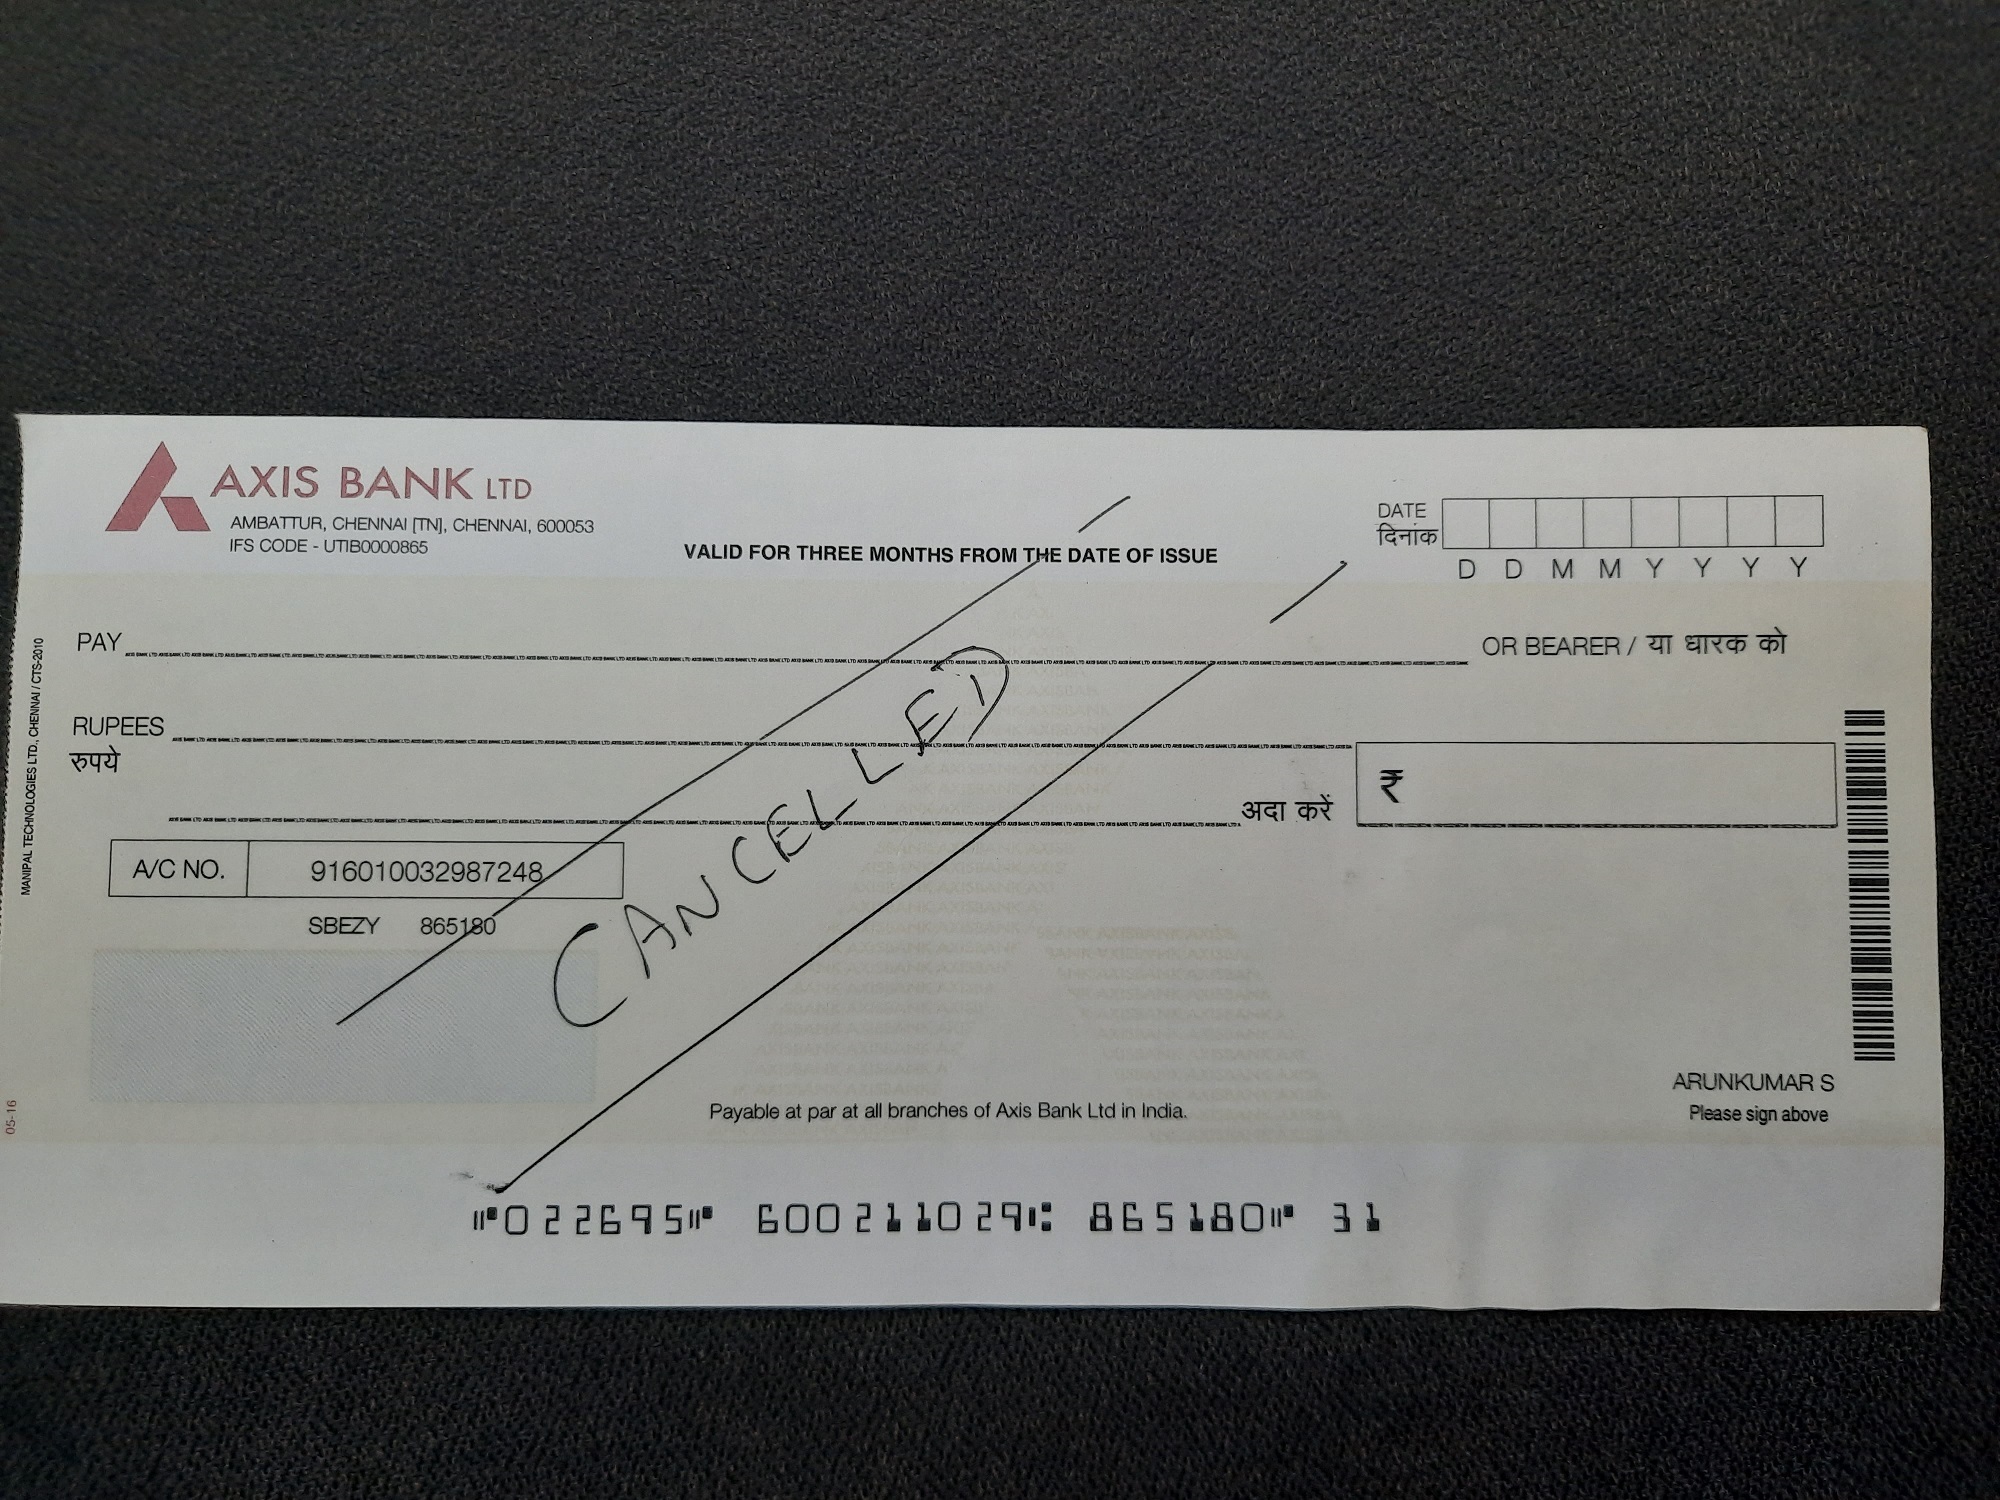 AXIS BANK LTD
AMBATTUR, CHENNAI [TN], CHENNAI, 600053
IFS CODE - UTIB0000865
VALID FOR THREE MONTHS FROM THE DATE OF ISSUE
DATE
दिनांक
D D M M Y Y Y Y
PAY
OR BEARER / या धारक को
RUPEES
रुपये
अदा करें
₹
A/C NO. 916010032987248
SBEZY 865180
CANCELLED
MANIPAL TECHNOLOGIES LTD., CHENNAI / CTS-2010
05-16
ARUNKUMAR S
Please sign above
Payable at par at all branches of Axis Bank Ltd in India.
⑈022695⑈ 600211029⑆ 865180⑈ 31